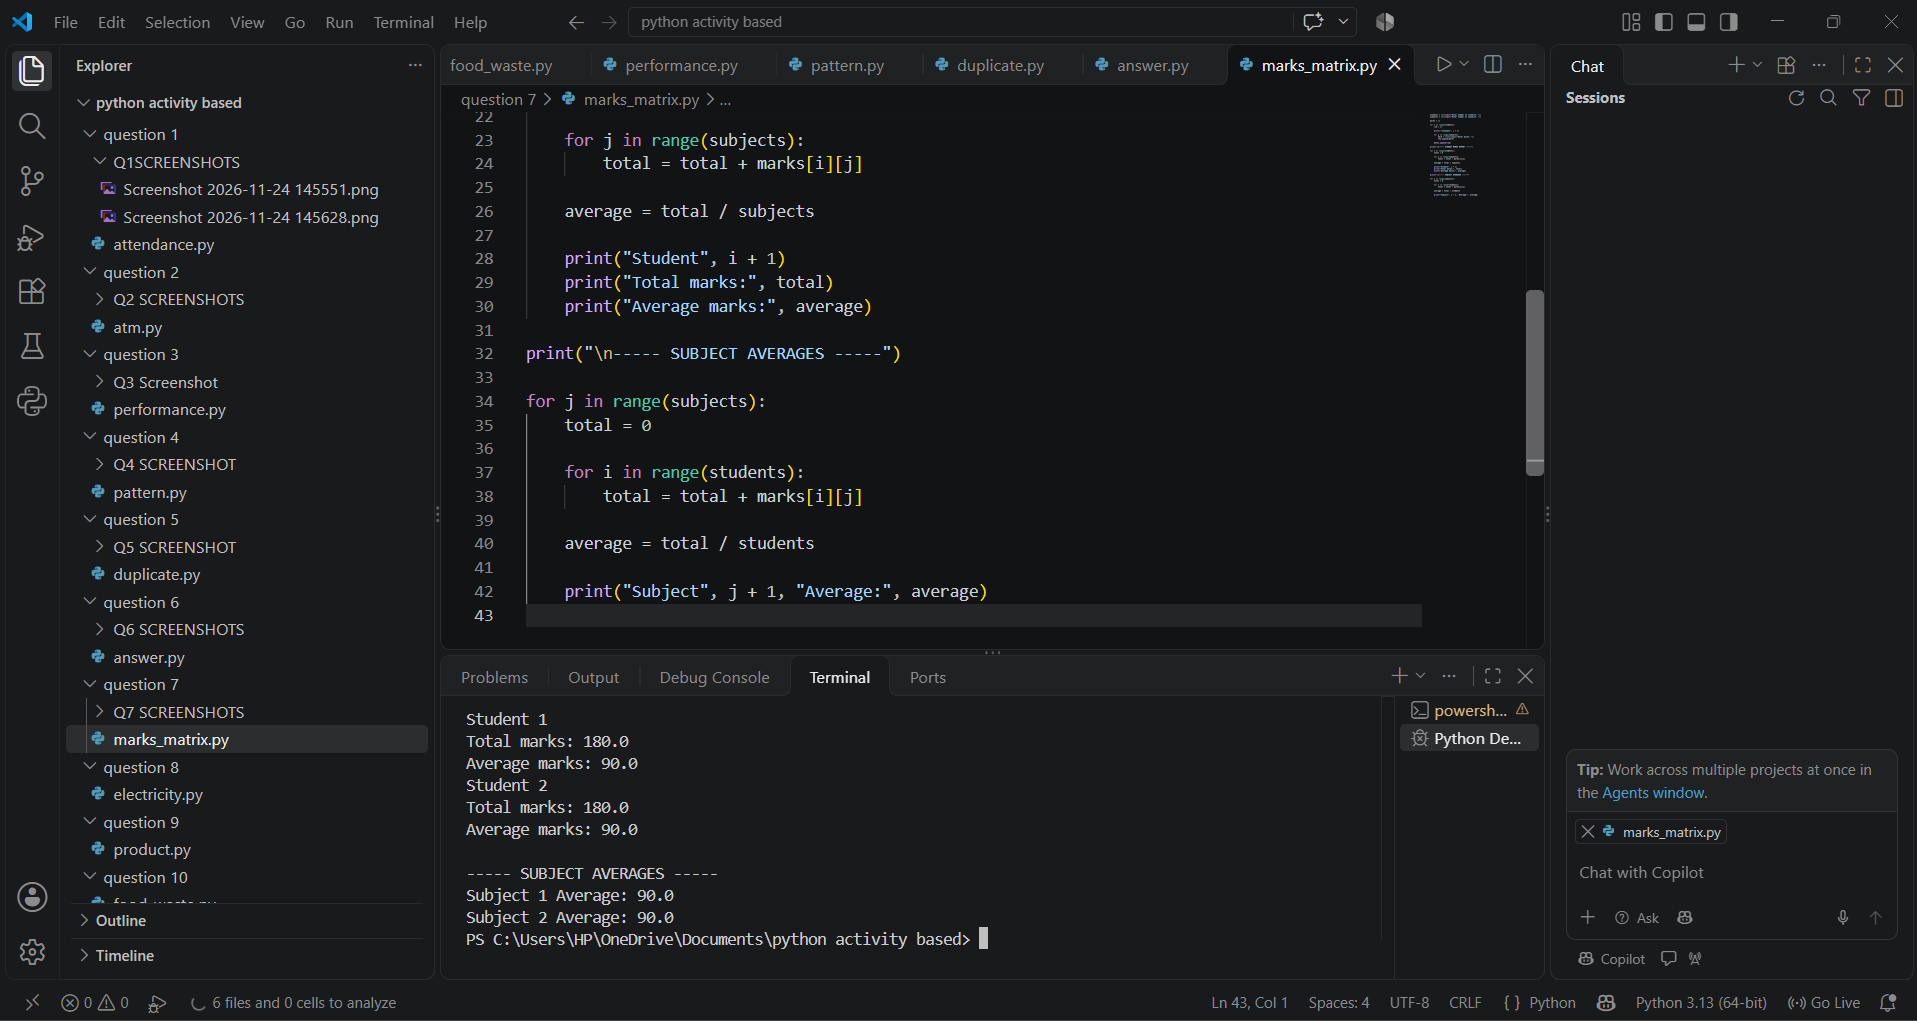 File Edit Selection View Go Run Terminal Help
python activity based
Explorer
python activity based
question 1
Q1SCREENSHOTS
Screenshot 2026-11-24 145551.png
Screenshot 2026-11-24 145628.png
attendance.py
question 2
Q2 SCREENSHOTS
atm.py
question 3
Q3 Screenshot
performance.py
question 4
Q4 SCREENSHOT
pattern.py
question 5
Q5 SCREENSHOT
duplicate.py
question 6
Q6 SCREENSHOTS
answer.py
question 7
Q7 SCREENSHOTS
marks_matrix.py
question 8
electricity.py
question 9
product.py
question 10
food_waste.py
Outline
Timeline
food_waste.py performance.py pattern.py duplicate.py answer.py marks_matrix.py
question 7 > marks_matrix.py > ...
22
23 for j in range(subjects):
24 total = total + marks[i][j]
25
26 average = total / subjects
27
28 print("Student", i + 1)
29 print("Total marks:", total)
30 print("Average marks:", average)
31
32 print("\n----- SUBJECT AVERAGES -----")
33
34 for j in range(subjects):
35 total = 0
36
37 for i in range(students):
38 total = total + marks[i][j]
39
40 average = total / students
41
42 print("Subject", j + 1, "Average:", average)
43
Problems Output Debug Console Terminal Ports
Student 1
Total marks: 180.0
Average marks: 90.0
Student 2
Total marks: 180.0
Average marks: 90.0
----- SUBJECT AVERAGES -----
Subject 1 Average: 90.0
Subject 2 Average: 90.0
PS C:\Users\HP\OneDrive\Documents\python activity based>
powersh...
Python De...
Chat
Sessions
Tip: Work across multiple projects at once in
the Agents window.
marks_matrix.py
Chat with Copilot
Ask
Copilot
0 0 6 files and 0 cells to analyze
Ln 43, Col 1 Spaces: 4 UTF-8 CRLF { } Python Python 3.13 (64-bit) Go Live